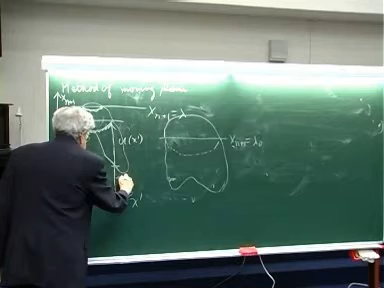 Method of moving planes
X_{n+1}
X_{n+1} = λ
u(x')
X_{n+1} = λ_0
x'